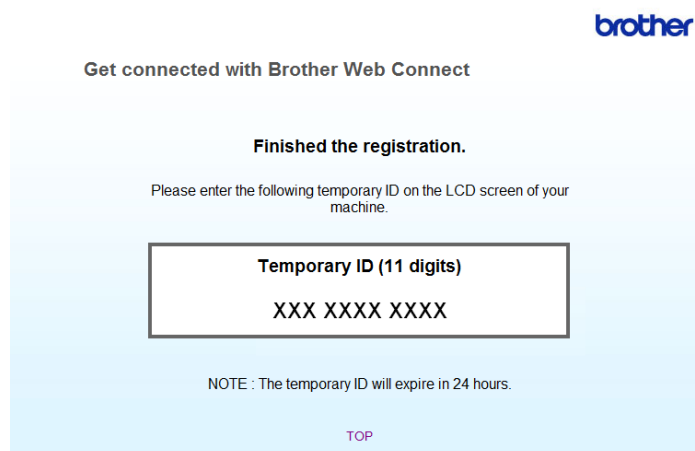 brother
Get connected with Brother Web Connect
Finished the registration.
Please enter the following temporary ID on the LCD screen of your
machine.
Temporary ID (11 digits)
XXX XXXX XXXX
NOTE : The temporary ID will expire in 24 hours.
TOP